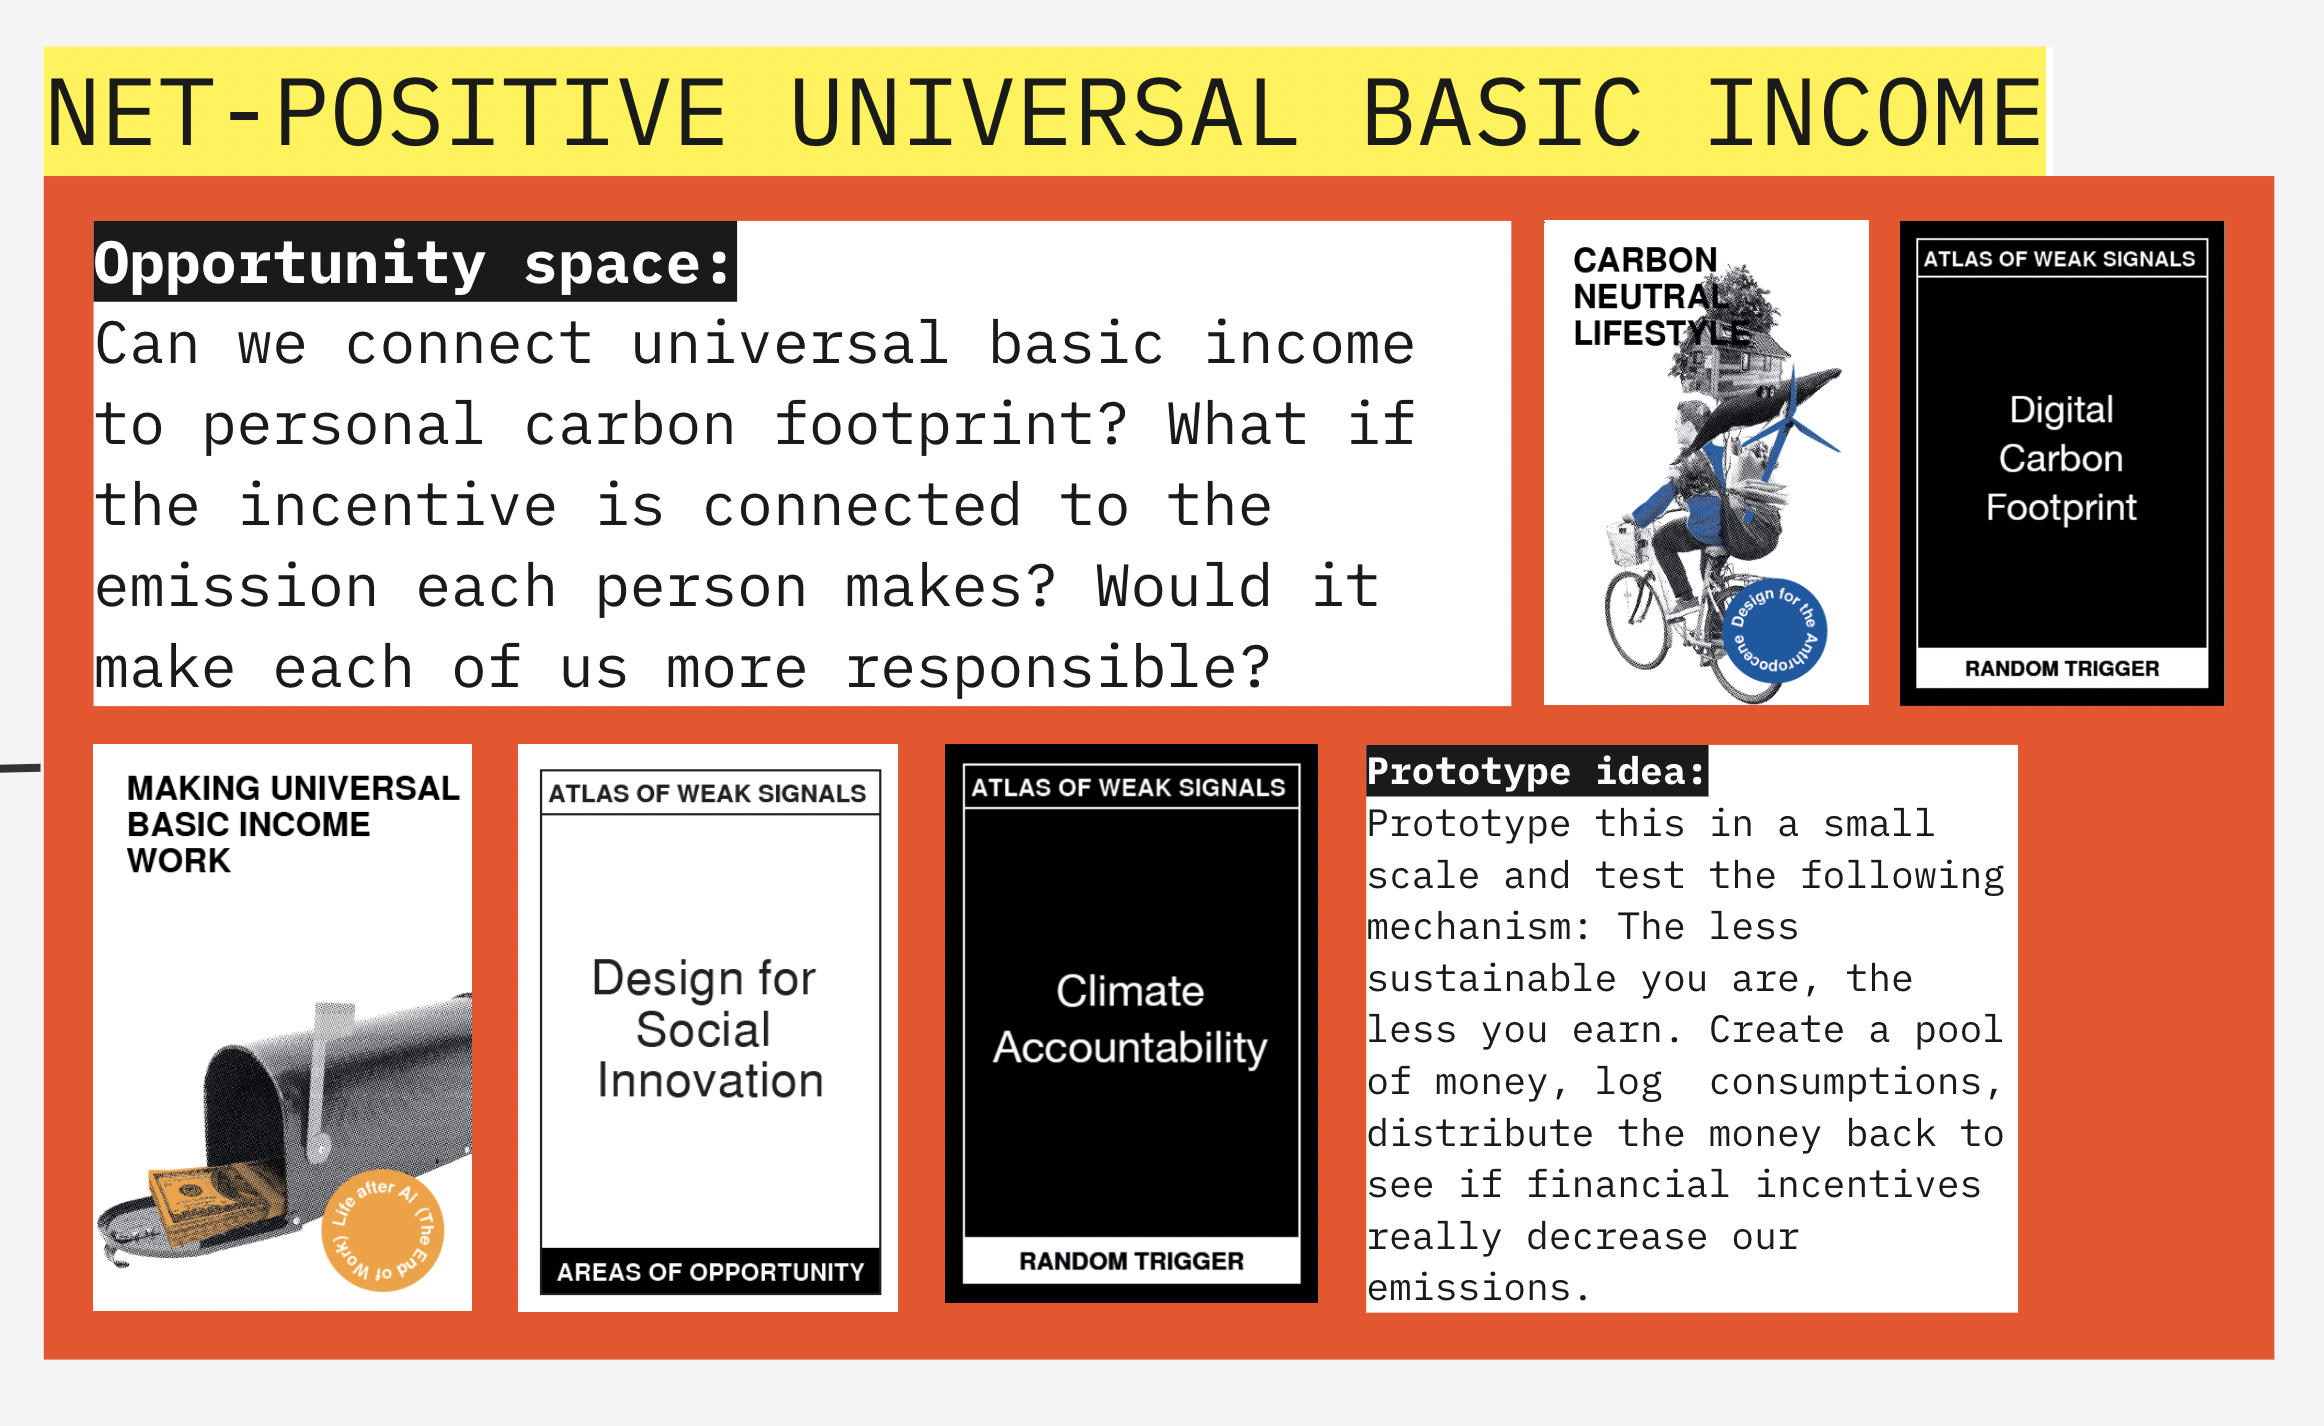 NET-POSITIVE UNIVERSAL BASIC INCOME
Opportunity space:
Can we connect universal basic income
to personal carbon footprint? What if
the incentive is connected to the
emission each person makes? Would it
make each of us more responsible?
CARBON
NEUTRAL
LIFESTYLE
Design for the Anthropocene
ATLAS OF WEAK SIGNALS
Digital
Carbon
Footprint
RANDOM TRIGGER
MAKING UNIVERSAL
BASIC INCOME
WORK
Life after AI (The End of Work)
ATLAS OF WEAK SIGNALS
Design for
Social
Innovation
AREAS OF OPPORTUNITY
ATLAS OF WEAK SIGNALS
Climate
Accountability
RANDOM TRIGGER
Prototype idea:
Prototype this in a small
scale and test the following
mechanism: The less
sustainable you are, the
less you earn. Create a pool
of money, log  consumptions,
distribute the money back to
see if financial incentives
really decrease our
emissions.